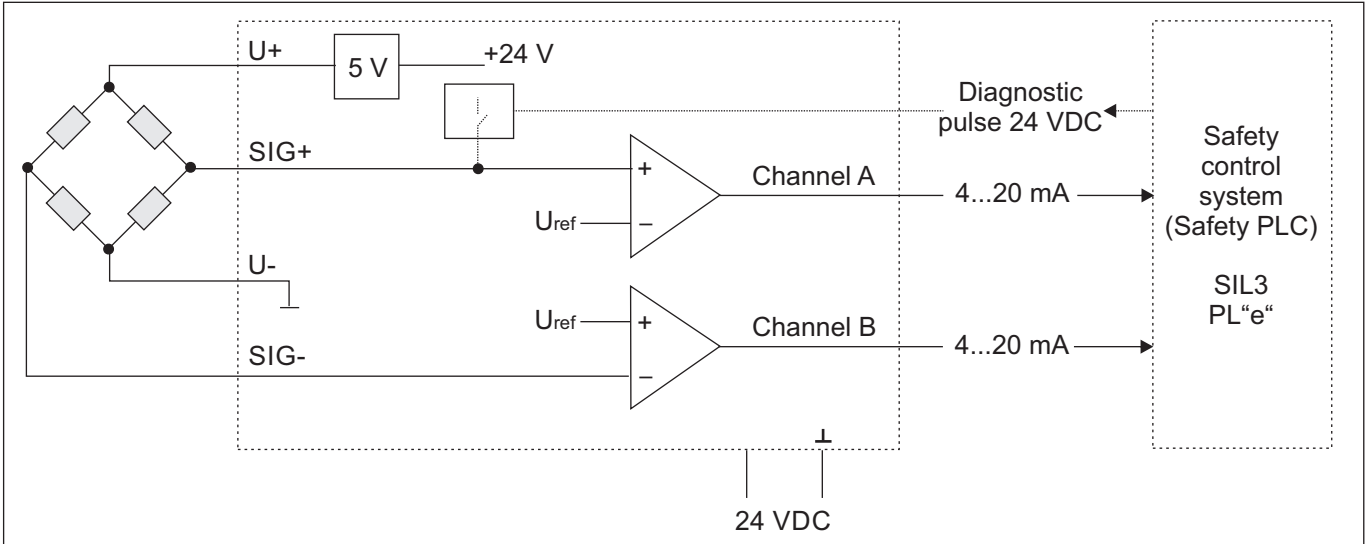 U+
5 V
+24 V
Diagnostic
pulse 24 VDC
SIG+
+
Channel A
4...20 mA
Uref
–
Safety
control
system
(Safety PLC)
SIL3
PL“e“
U-
Uref
+
Channel B
4...20 mA
SIG-
–
24 VDC